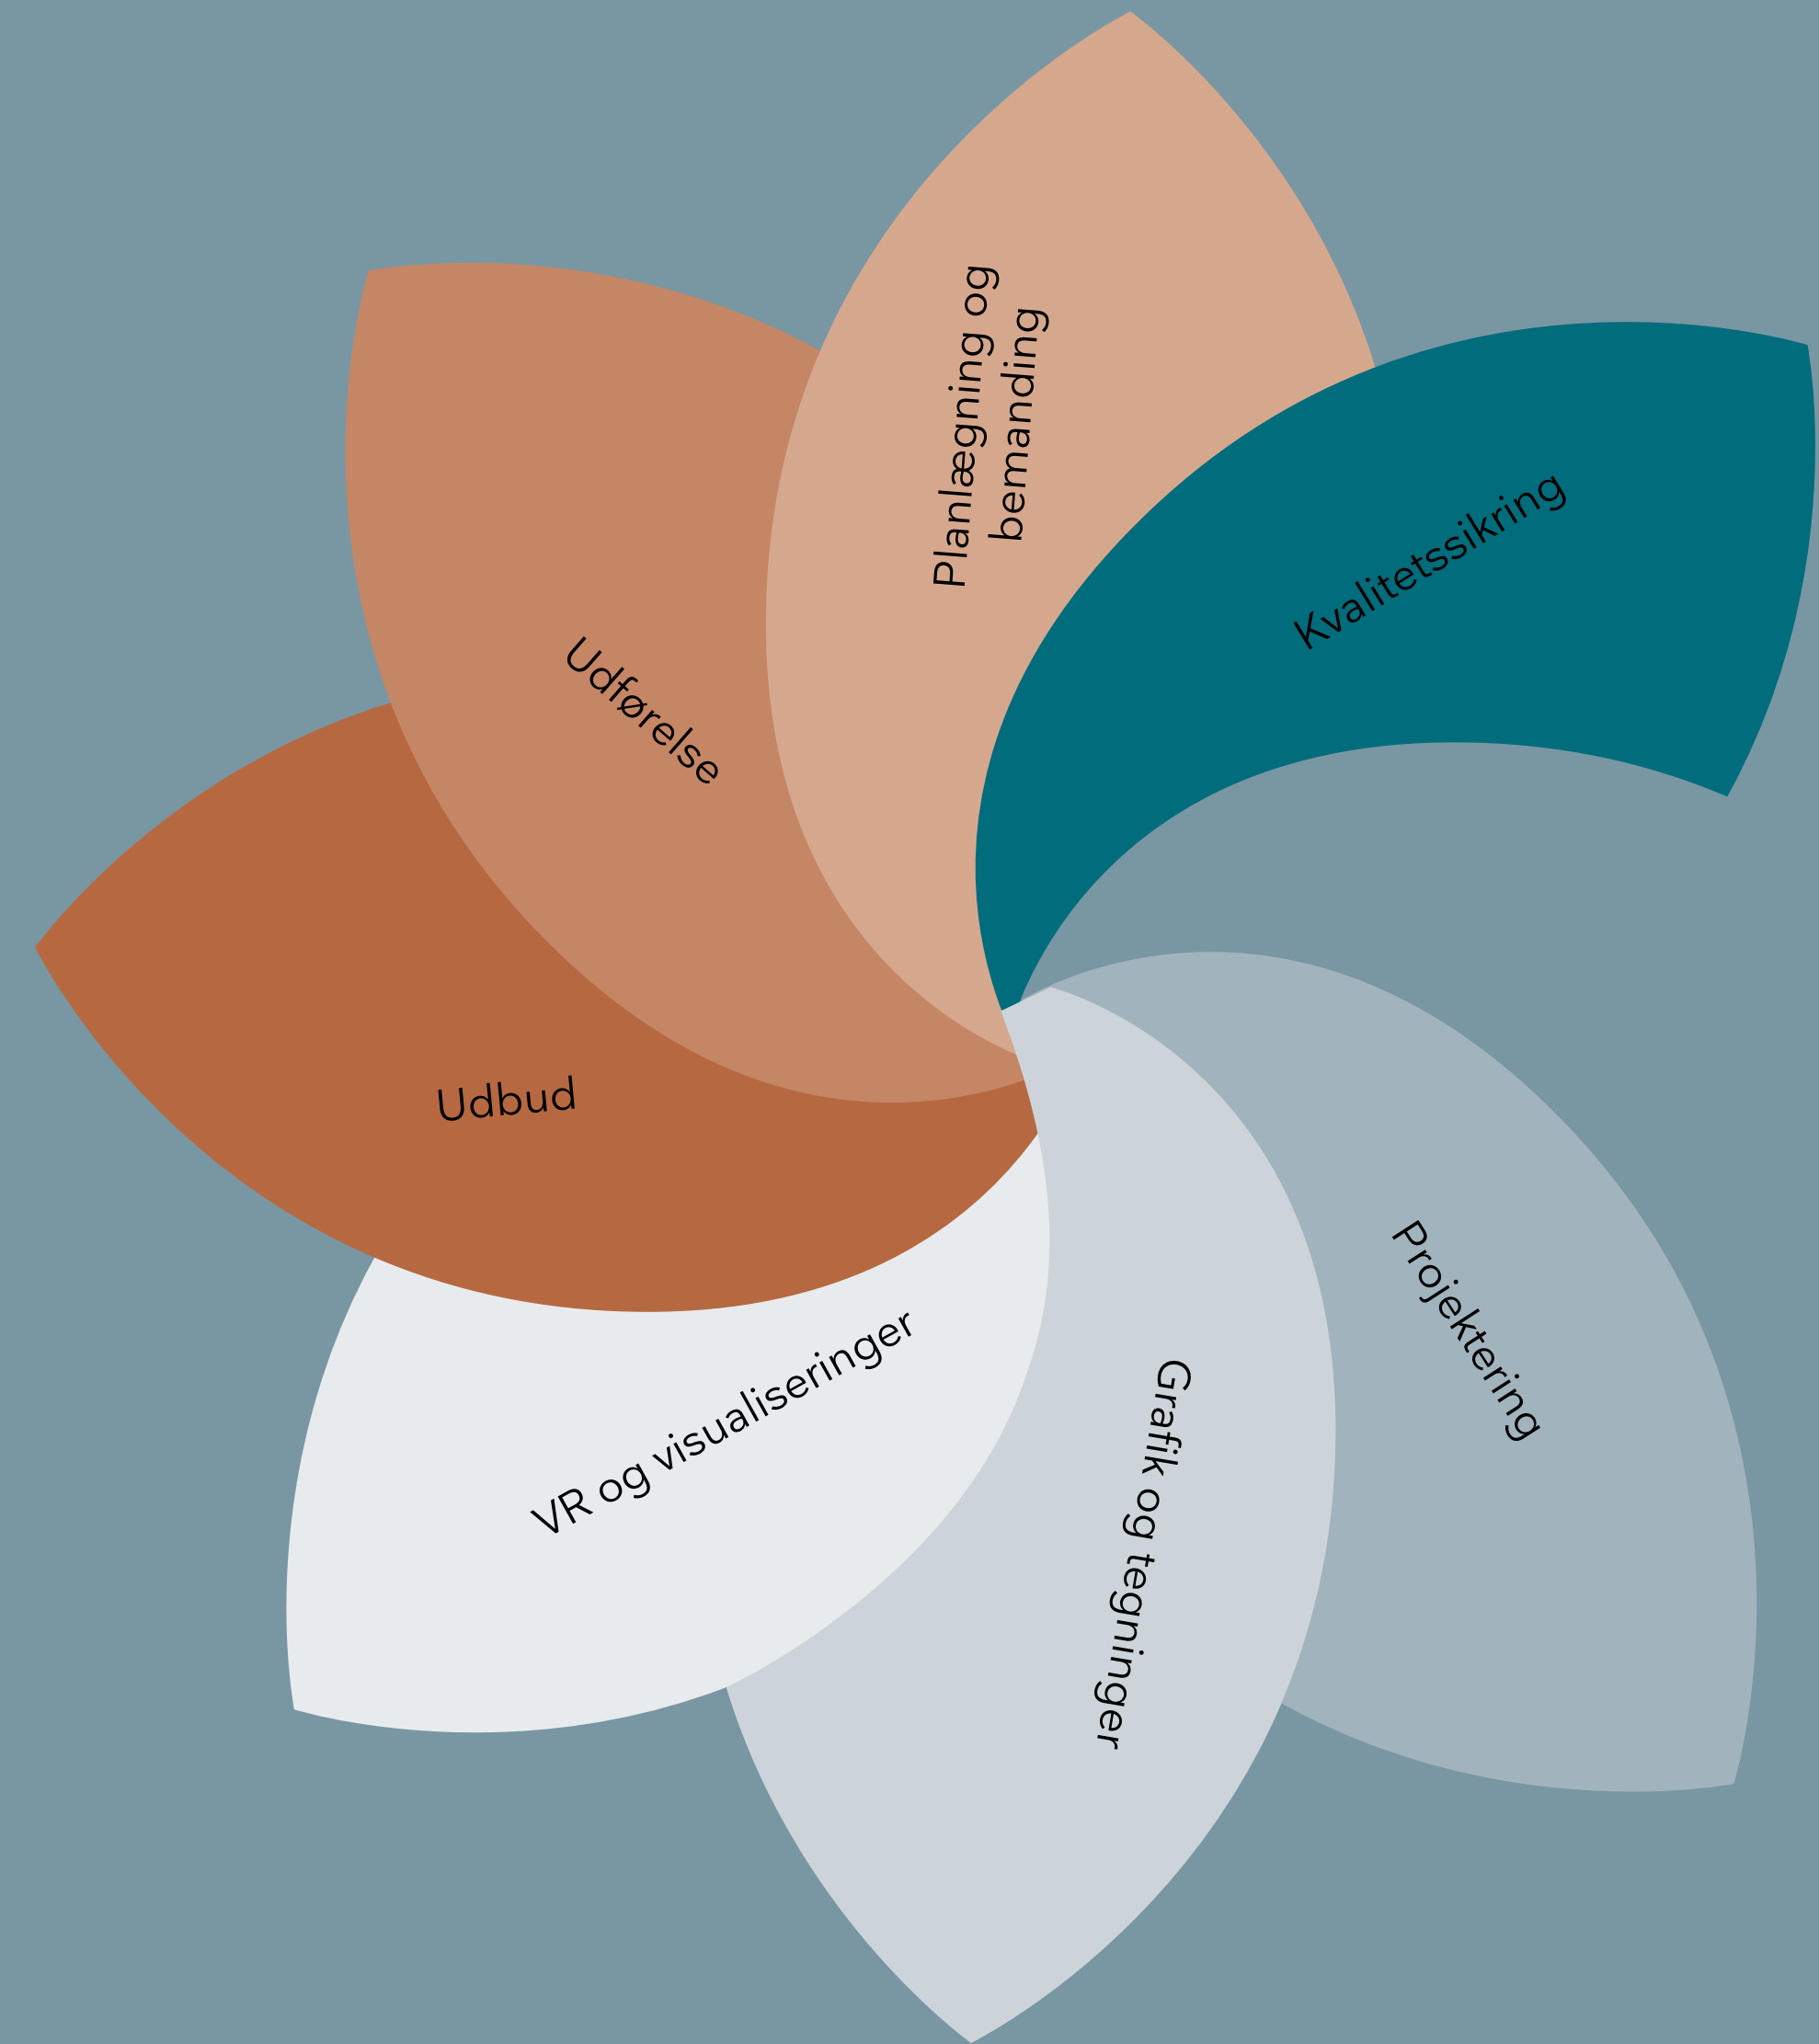 Planlægning og
bemanding
Kvalitetssikring
Projektering
Grafik og tegninger
VR og visualiseringer
Udbud
Udførelse